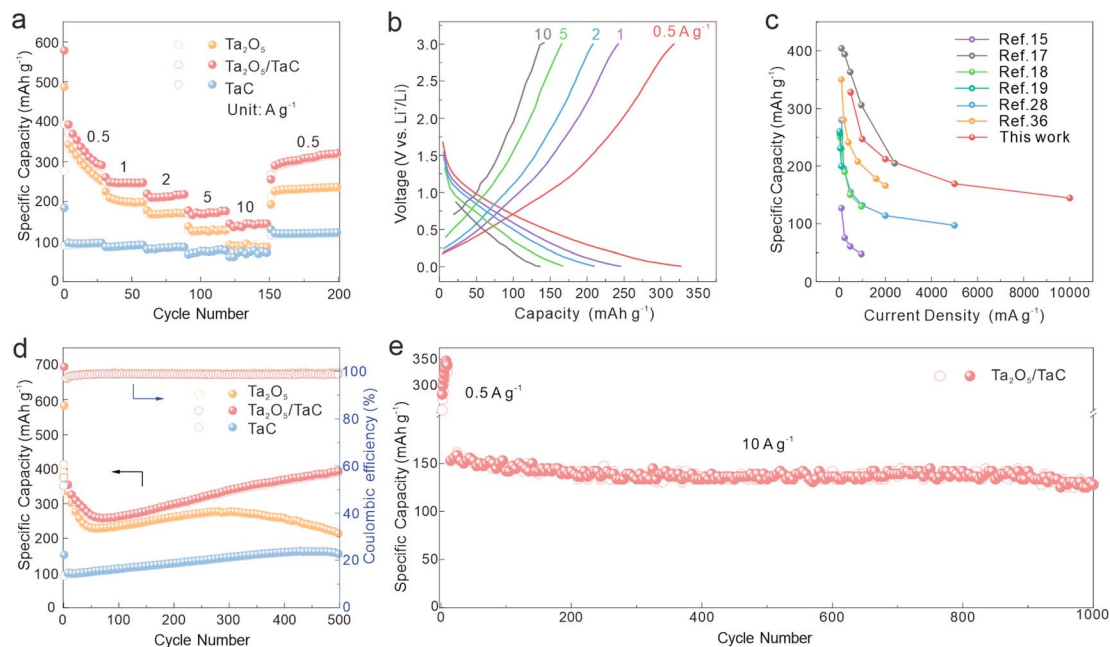 a
600
500
400
300
200
100
0
Specific Capacity (mAh g⁻¹)
Ta₂O₅
Ta₂O₅/TaC
TaC
Unit: A g⁻¹
0.5
1
2
5
10
0.5
0 50 100 150 200
Cycle Number
b
3.0
2.5
2.0
1.5
1.0
0.5
0.0
Voltage (V vs. Li⁺/Li)
10 5 2 1 0.5 A g⁻¹
0 50 100 150 200 250 300 350
Capacity (mAh g⁻¹)
c
400
300
200
100
0
Specific Capacity (mAh g⁻¹)
Ref.15
Ref.17
Ref.18
Ref.19
Ref.28
Ref.36
This work
0 2000 4000 6000 8000 10000
Current Density (mA g⁻¹)
d
700
600
500
400
300
200
100
0
Specific Capacity (mAh g⁻¹)
Ta₂O₅
Ta₂O₅/TaC
TaC
100
80
60
40
20
0
Coulombic efficiency (%)
0 100 200 300 400 500
Cycle Number
e
350
300
150
100
50
0
Specific Capacity (mAh g⁻¹)
0.5 A g⁻¹
Ta₂O₅/TaC
10 A g⁻¹
0 200 400 600 800 1000
Cycle Number